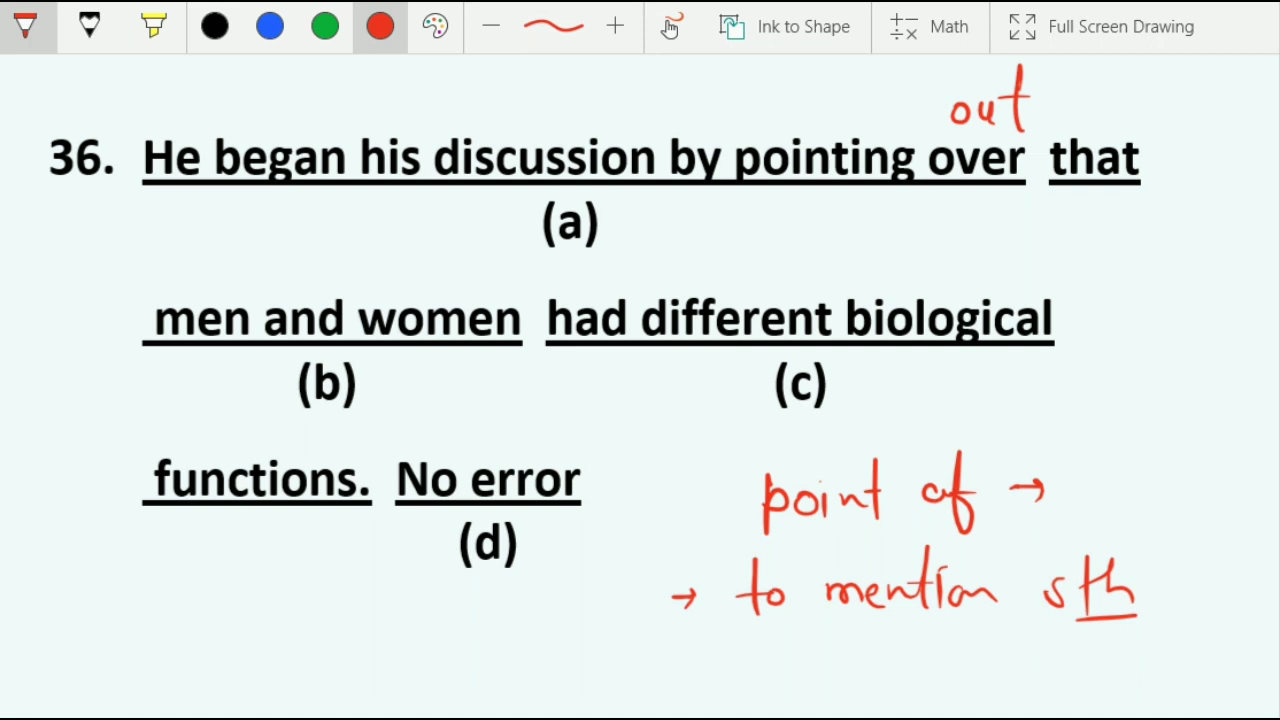 Ink to Shape Math Full Screen Drawing
out
36. He began his discussion by pointing over that
(a)
men and women had different biological
(b) (c)
functions. No error
(d)
point of →
→ to mention sth